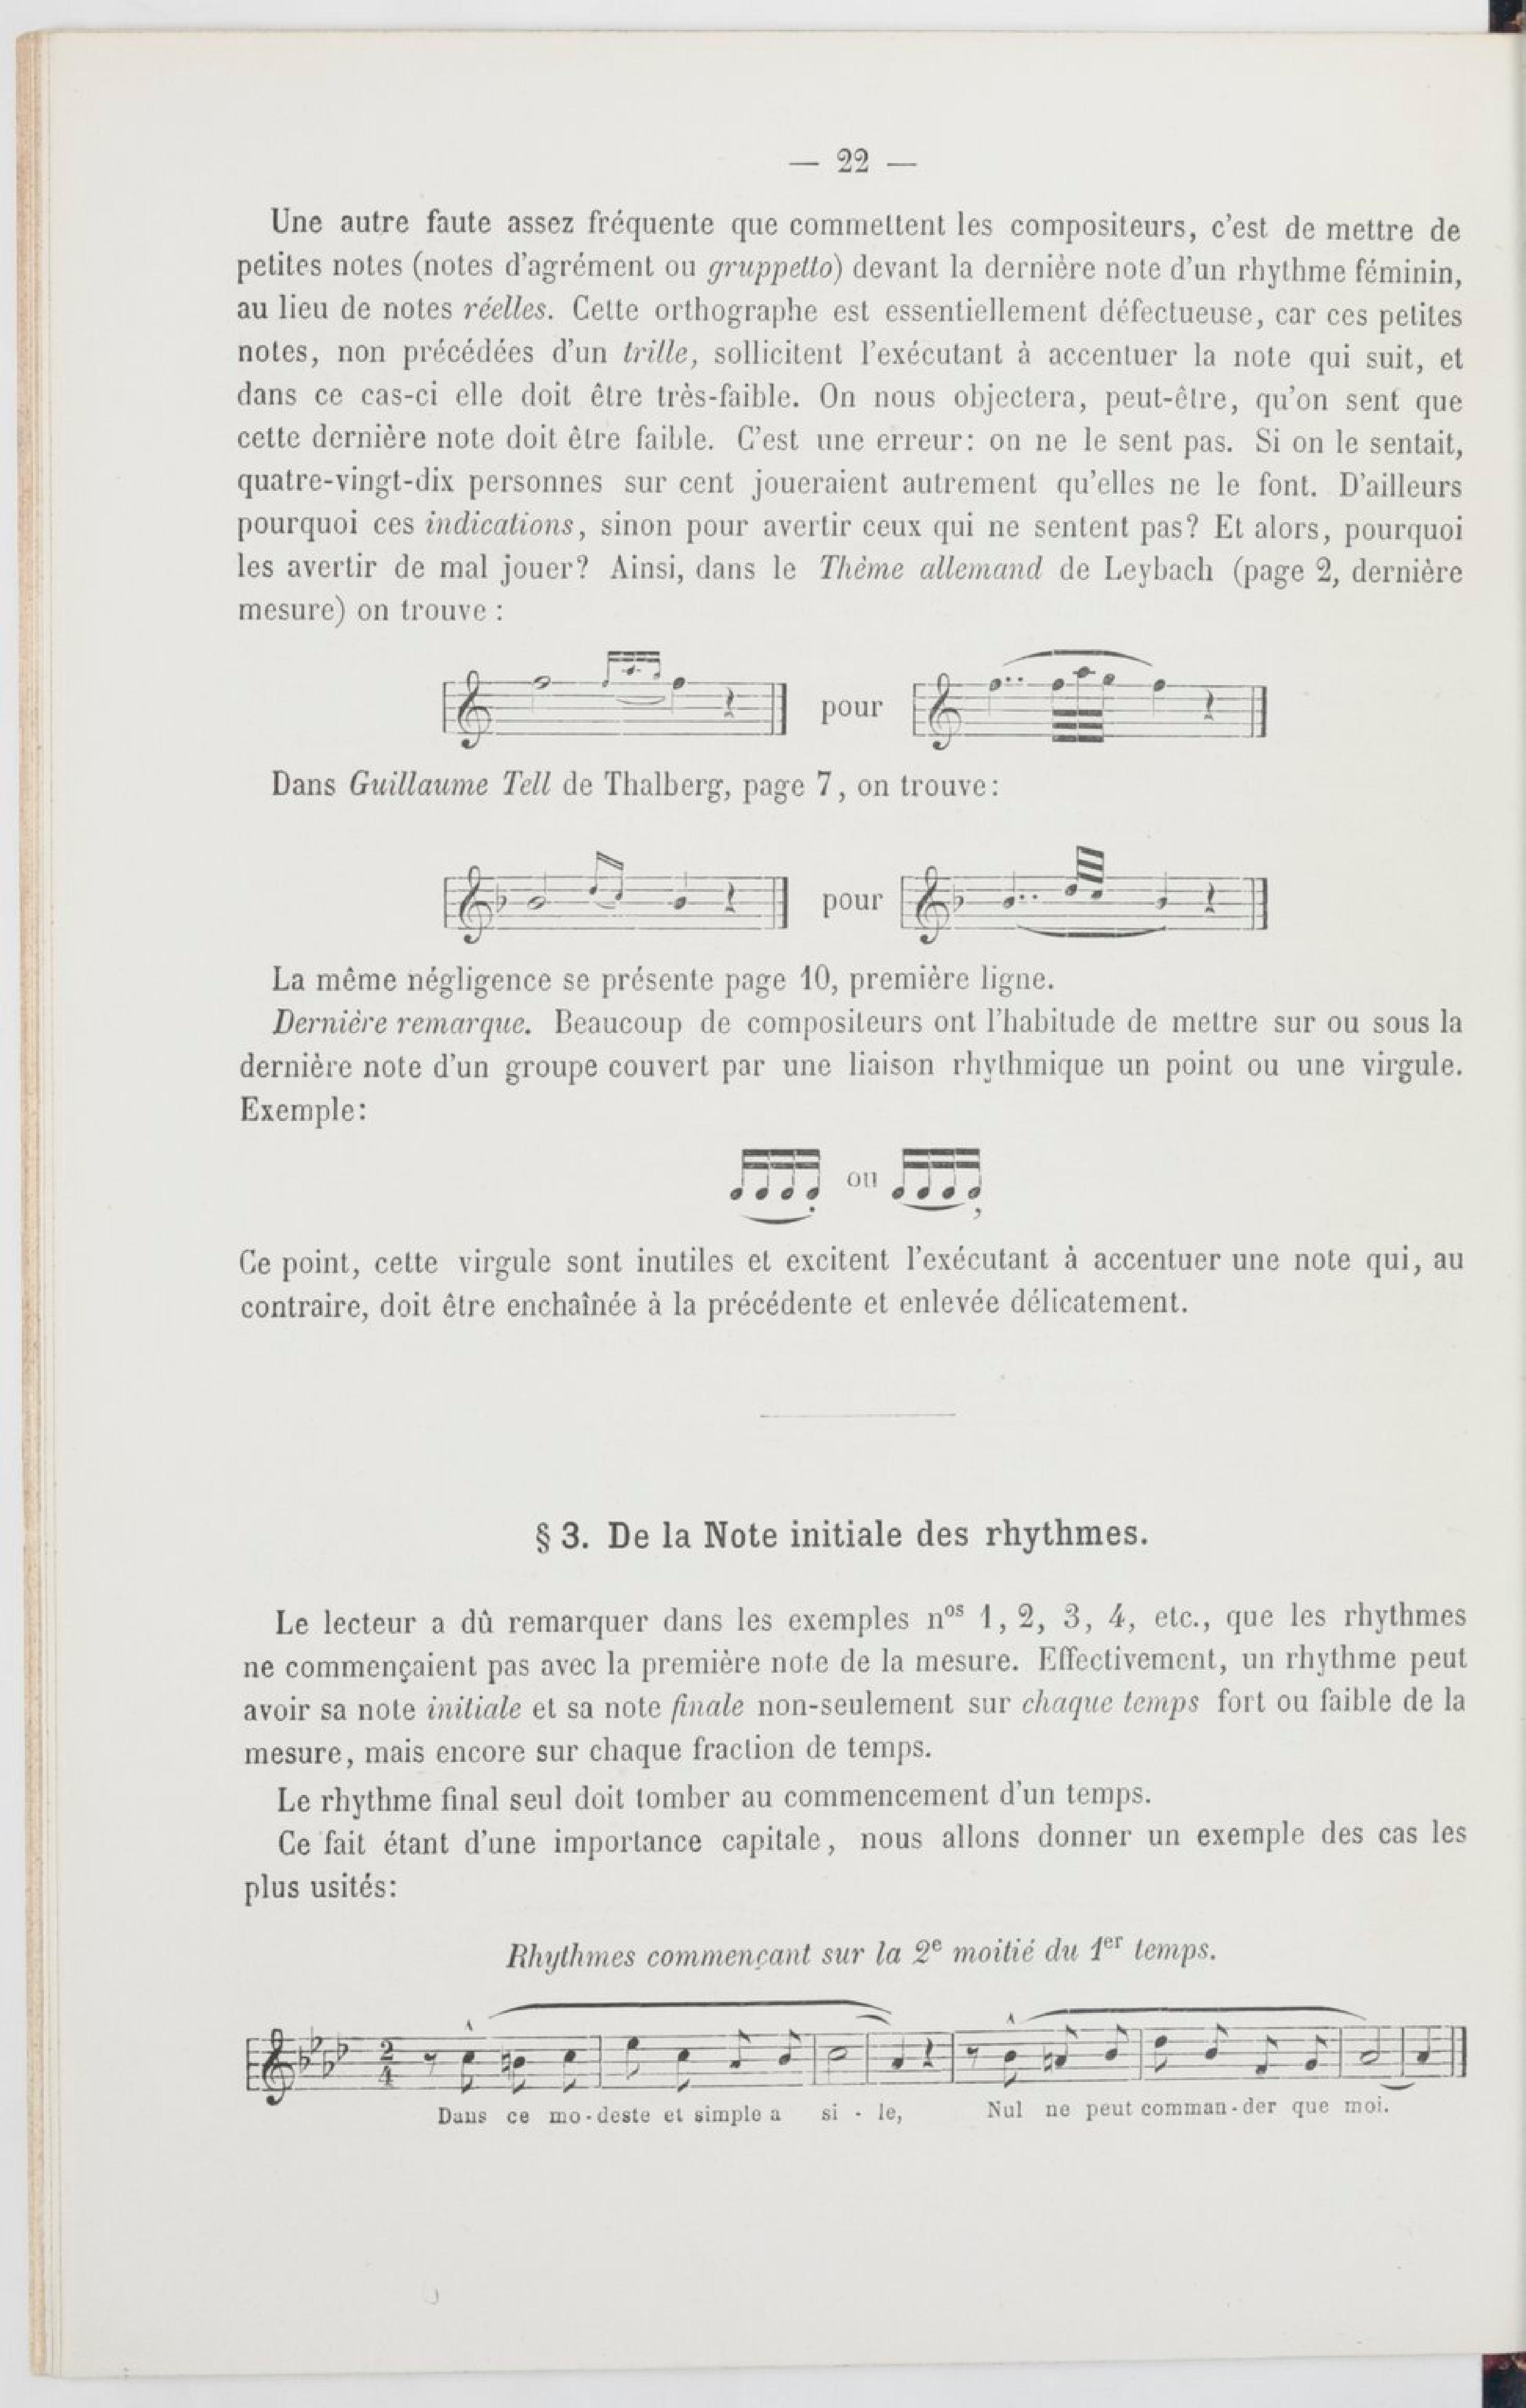 — 22 —
Une autre faute assez fréquente que commettent les compositeurs, c'est de mettre de
petites notes (notes d'agrément ou gruppetto) devant la dernière note d'un rhythme féminin,
au lieu de notes réelles. Cette orthographe est essentiellement défectueuse, car ces petites
notes, non précédées d'un trille, sollicitent l'exécutant à accentuer la note qui suit, et
dans ce cas-ci elle doit être très-faible. On nous objectera, peut-être, qu'on sent que
cette dernière note doit être faible. C'est une erreur: on ne le sent pas. Si on le sentait,
quatre-vingt-dix personnes sur cent joueraient autrement qu'elles ne le font. D'ailleurs
pourquoi ces indications, sinon pour avertir ceux qui ne sentent pas? Et alors, pourquoi
les avertir de mal jouer? Ainsi, dans le Thème allemand de Leybach (page 2, dernière
mesure) on trouve :
pour
Dans Guillaume Tell de Thalberg, page 7, on trouve:
pour
La même négligence se présente page 10, première ligne.
Dernière remarque. Beaucoup de compositeurs ont l'habitude de mettre sur ou sous la
dernière note d'un groupe couvert par une liaison rhythmique un point ou une virgule.
Exemple:
ou
Ce point, cette virgule sont inutiles et excitent l'exécutant à accentuer une note qui, au
contraire, doit être enchaînée à la précédente et enlevée délicatement.
§ 3. De la Note initiale des rhythmes.
Le lecteur a dû remarquer dans les exemples nos 1, 2, 3, 4, etc., que les rhythmes
ne commençaient pas avec la première note de la mesure. Effectivement, un rhythme peut
avoir sa note initiale et sa note finale non-seulement sur chaque temps fort ou faible de la
mesure, mais encore sur chaque fraction de temps.
Le rhythme final seul doit tomber au commencement d'un temps.
Ce fait étant d'une importance capitale, nous allons donner un exemple des cas les
plus usités:
Rhythmes commençant sur la 2e moitié du 1er temps.
2
4
Dans ce mo-deste et simple a si - le, Nul ne peut comman-der que moi.